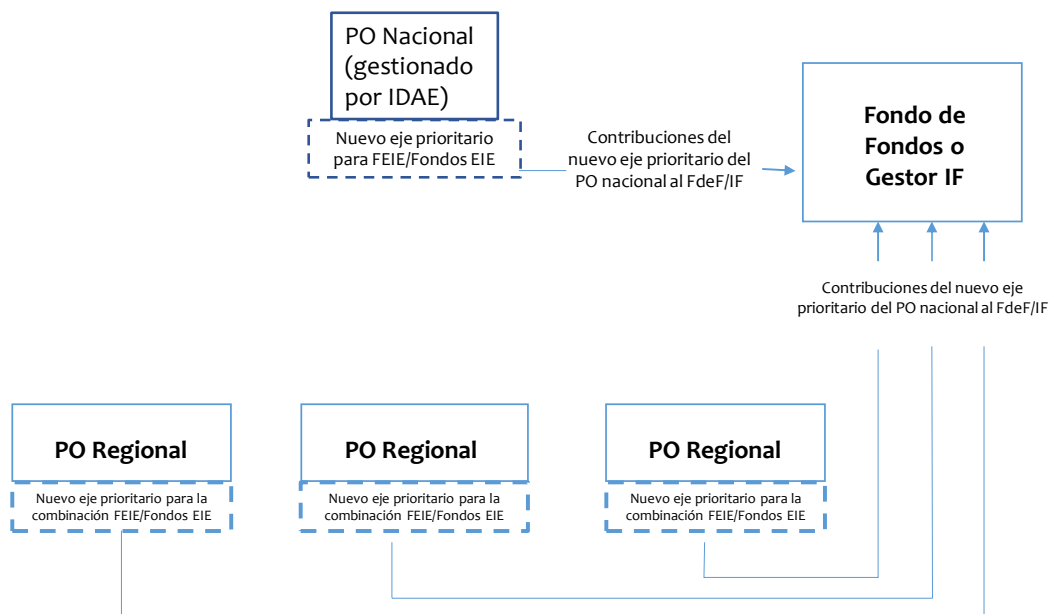 PO Nacional
(gestionado
por IDAE)
Nuevo eje prioritario
para FEIE/Fondos EIE
Contribuciones del
nuevo eje prioritario del
PO nacional al FdeF/IF
Fondo de
Fondos o
Gestor IF
Contribuciones del nuevo eje
prioritario del PO nacional al FdeF/IF
PO Regional
Nuevo eje prioritario para la
combinación FEIE/Fondos EIE
PO Regional
Nuevo eje prioritario para la
combinación FEIE/Fondos EIE
PO Regional
Nuevo eje prioritario para la
combinación FEIE/Fondos EIE